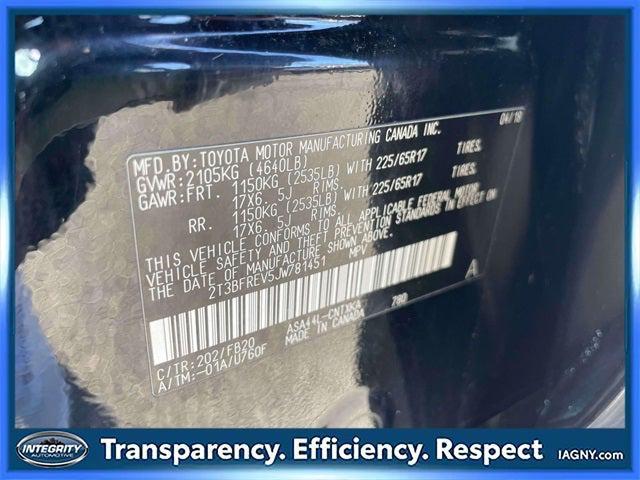 MFD.BY:TOYOTA MOTOR MANUFACTURING CANADA INC. 04/18
GVWR:2105KG (4640LB)
GAWR:FRT. 1150KG (2535LB) WITH 225/65R17 TIRES,
17X6.5J RIMS.
RR. 1150KG (2535LB) WITH 225/65R17 TIRES,
17X6.5J RIMS.
THIS VEHICLE CONFORMS TO ALL APPLICABLE FEDERAL MOTOR
VEHICLE SAFETY AND THEFT PREVENTION STANDARDS IN EFFECT ON
THE DATE OF MANUFACTURE SHOWN ABOVE.
2T3BFREV5JW781451 MPV
A
C/TR:202/FB20 ASA44L-CNTXKA 780
A/TM:-01A/U760F MADE IN CANADA
INTEGRITY
AUTOMOTIVE
Transparency. Efficiency. Respect
IAGNY.com